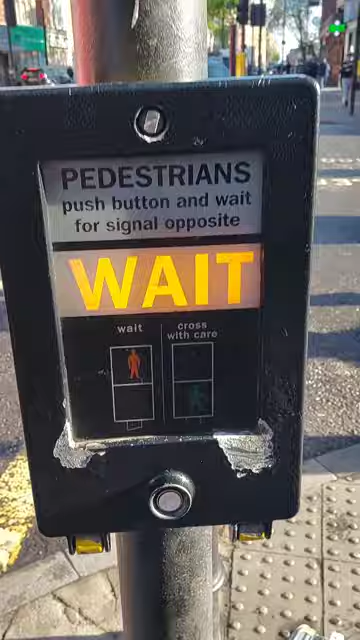 PEDESTRIANS
push button and wait
for signal opposite
WAIT
wait
cross
with care